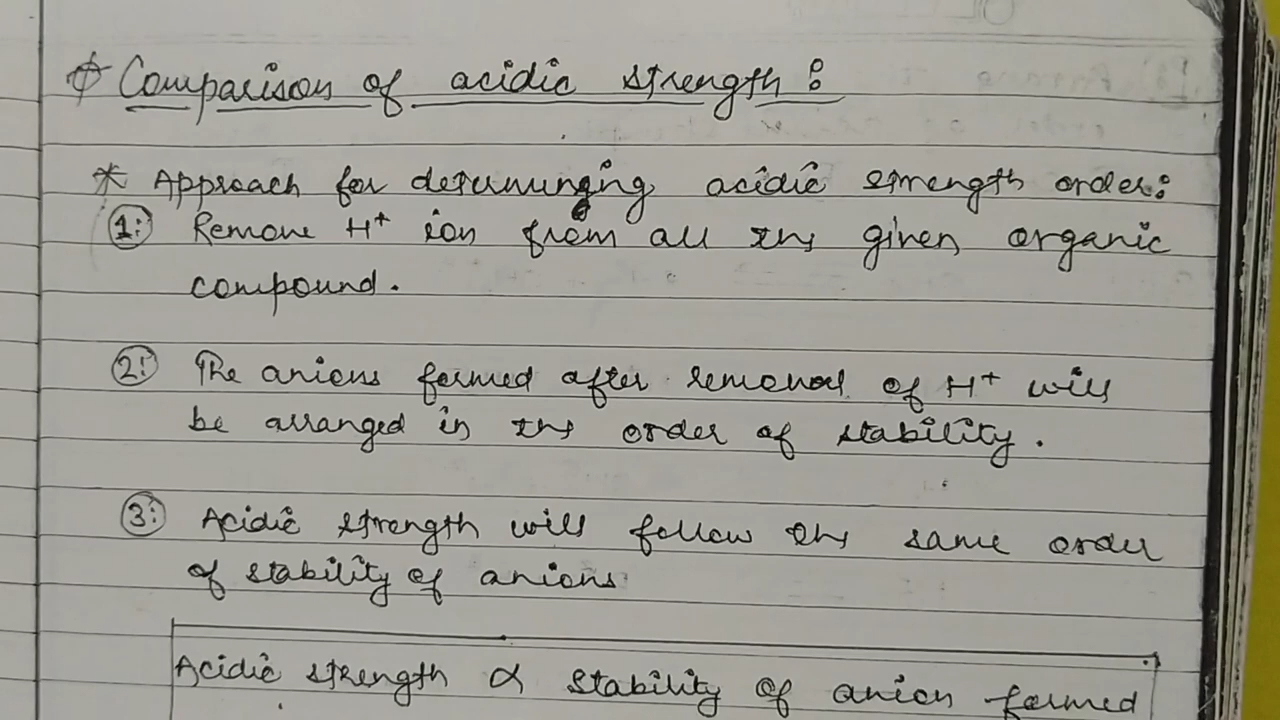 Comparison of acidic strength :
* Approach for determining acidic strength order:
1: Remove H+ ion from all the given organic
compound.
2: The anions formed after removal of H+ will
be arranged in the order of stability.
3: Acidic strength will follow the same order
of stability of anions
Acidic strength ∝ stability of anion formed